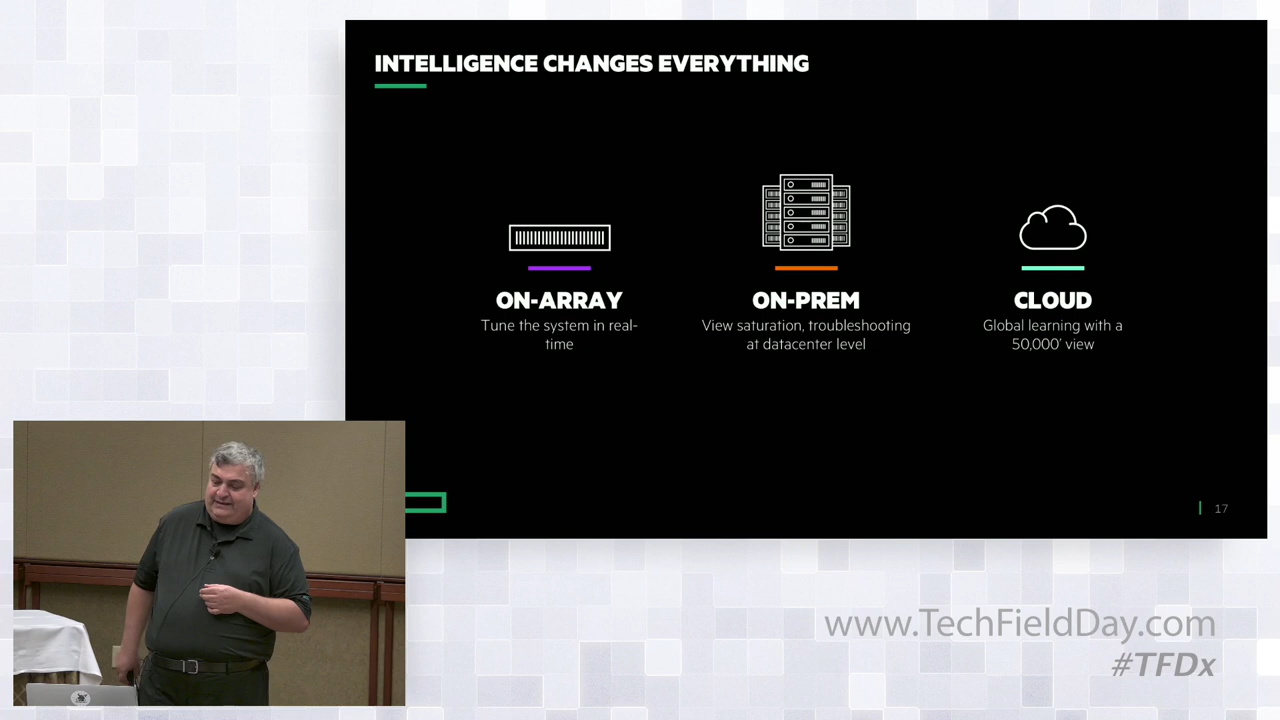 INTELLIGENCE CHANGES EVERYTHING
ON-ARRAY
Tune the system in real-
time
ON-PREM
View saturation, troubleshooting
at datacenter level
CLOUD
Global learning with a
50,000' view
17
www.TechFieldDay.com
#TFDx